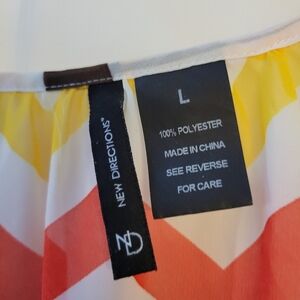 NEW DIRECTIONS®
ND
L
100% POLYESTER
MADE IN CHINA
SEE REVERSE
FOR CARE